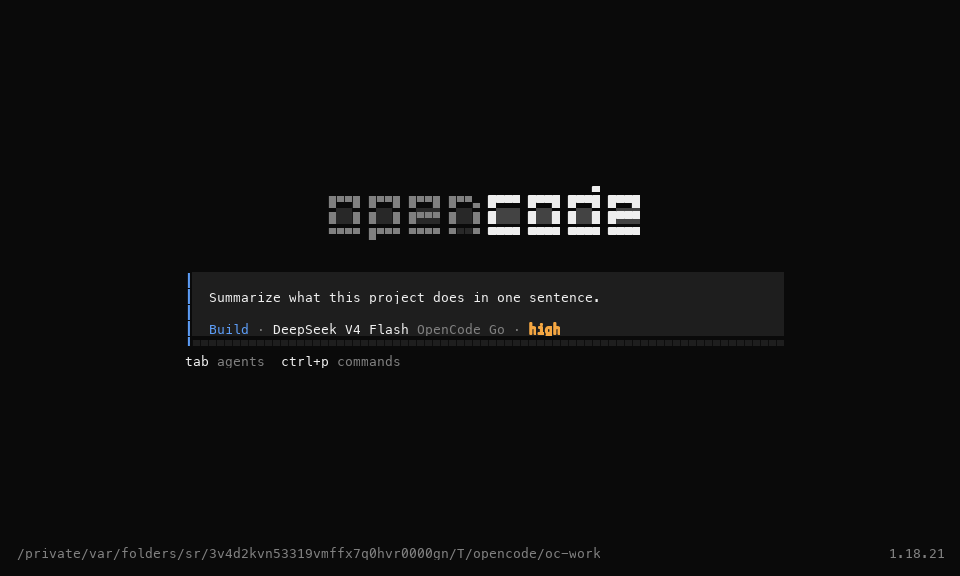 opencode
Summarize what this project does in one sentence.
Build · DeepSeek V4 Flash OpenCode Go · high
tab agents  ctrl+p commands
/private/var/folders/sr/3v4d2kvn53319vmffx7q0hvr0000gn/T/opencode/oc-work
1.18.21